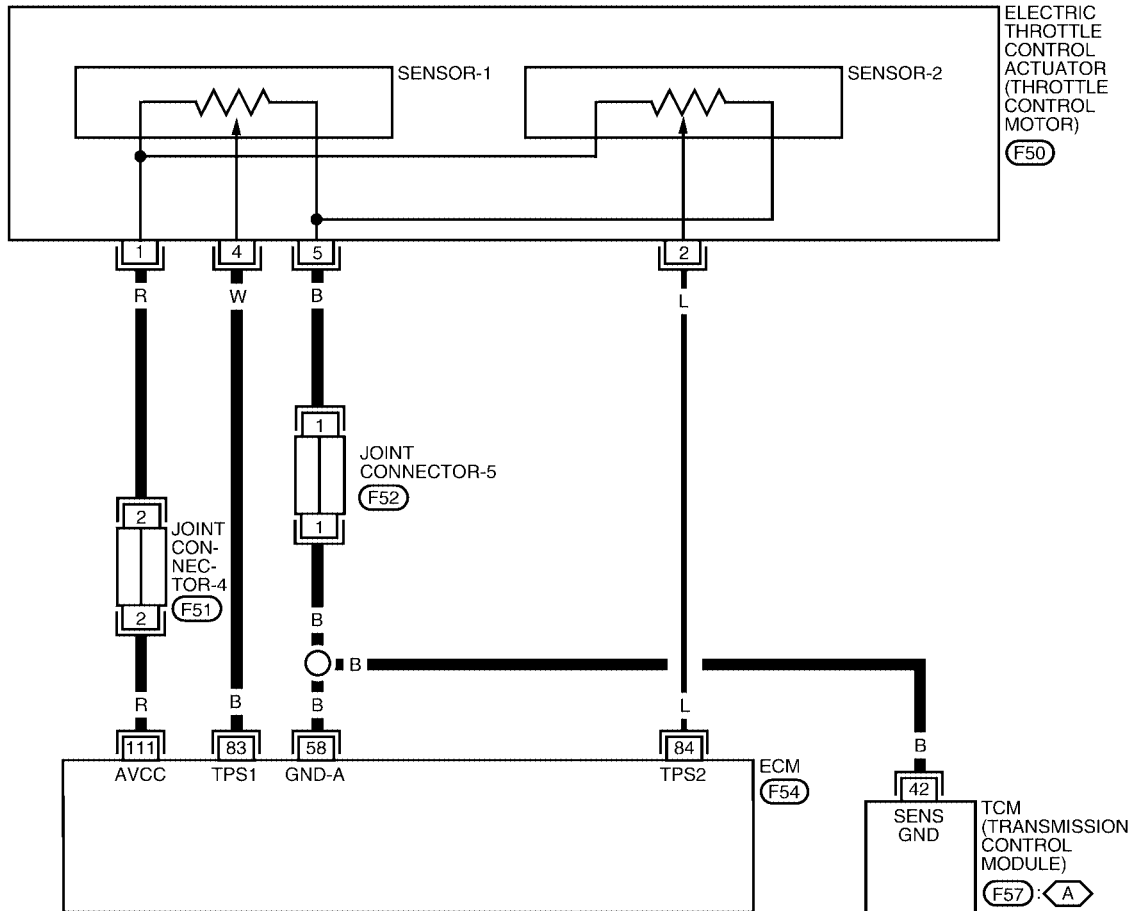 ELECTRIC
THROTTLE
CONTROL
ACTUATOR
(THROTTLE
CONTROL
MOTOR)
F50
SENSOR-1
SENSOR-2
1
4
5
2
R
W
B
L
1
JOINT
CONNECTOR-5
F52
1
2
JOINT
CON-
NEC-
TOR-4
F51
2
B
B
R
B
B
L
B
111
83
58
84
AVCC
TPS1
GND-A
TPS2
ECM
F54
42
SENS
GND
TCM
(TRANSMISSION
CONTROL
MODULE)
F57 : A